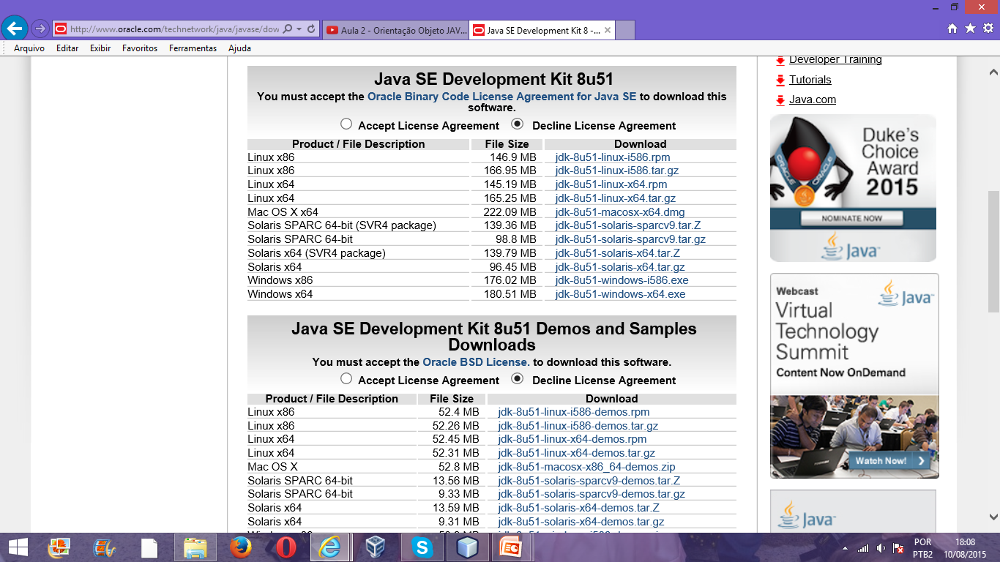 http://www.oracle.com/technetwork/java/javase/dow
Aula 2 - Orientação Objeto JAV...
Java SE Development Kit 8 -...
Arquivo Editar Exibir Favoritos Ferramentas Ajuda
Java SE Development Kit 8u51
You must accept the Oracle Binary Code License Agreement for Java SE to download this
software.
Accept License Agreement Decline License Agreement
Product / File Description File Size Download
Linux x86 146.9 MB jdk-8u51-linux-i586.rpm
Linux x86 166.95 MB jdk-8u51-linux-i586.tar.gz
Linux x64 145.19 MB jdk-8u51-linux-x64.rpm
Linux x64 165.25 MB jdk-8u51-linux-x64.tar.gz
Mac OS X x64 222.09 MB jdk-8u51-macosx-x64.dmg
Solaris SPARC 64-bit (SVR4 package) 139.36 MB jdk-8u51-solaris-sparcv9.tar.Z
Solaris SPARC 64-bit 98.8 MB jdk-8u51-solaris-sparcv9.tar.gz
Solaris x64 (SVR4 package) 139.79 MB jdk-8u51-solaris-x64.tar.Z
Solaris x64 96.45 MB jdk-8u51-solaris-x64.tar.gz
Windows x86 176.02 MB jdk-8u51-windows-i586.exe
Windows x64 180.51 MB jdk-8u51-windows-x64.exe
Java SE Development Kit 8u51 Demos and Samples
Downloads
You must accept the Oracle BSD License. to download this software.
Accept License Agreement Decline License Agreement
Product / File Description File Size Download
Linux x86 52.4 MB jdk-8u51-linux-i586-demos.rpm
Linux x86 52.26 MB jdk-8u51-linux-i586-demos.tar.gz
Linux x64 52.45 MB jdk-8u51-linux-x64-demos.rpm
Linux x64 52.31 MB jdk-8u51-linux-x64-demos.tar.gz
Mac OS X 52.8 MB jdk-8u51-macosx-x86_64-demos.zip
Solaris SPARC 64-bit 13.56 MB jdk-8u51-solaris-sparcv9-demos.tar.Z
Solaris SPARC 64-bit 9.33 MB jdk-8u51-solaris-sparcv9-demos.tar.gz
Solaris x64 13.59 MB jdk-8u51-solaris-x64-demos.tar.Z
Solaris x64 9.31 MB jdk-8u51-solaris-x64-demos.tar.gz
Developer Training
Tutorials
Java.com
Duke's
Choice
Award
2015
ORACLE
NOMINATE NOW
Java
Webcast
Java
Virtual
Technology
Summit
Content Now OnDemand
Watch Now!
Java
POR
PTB2
18:08
10/08/2015